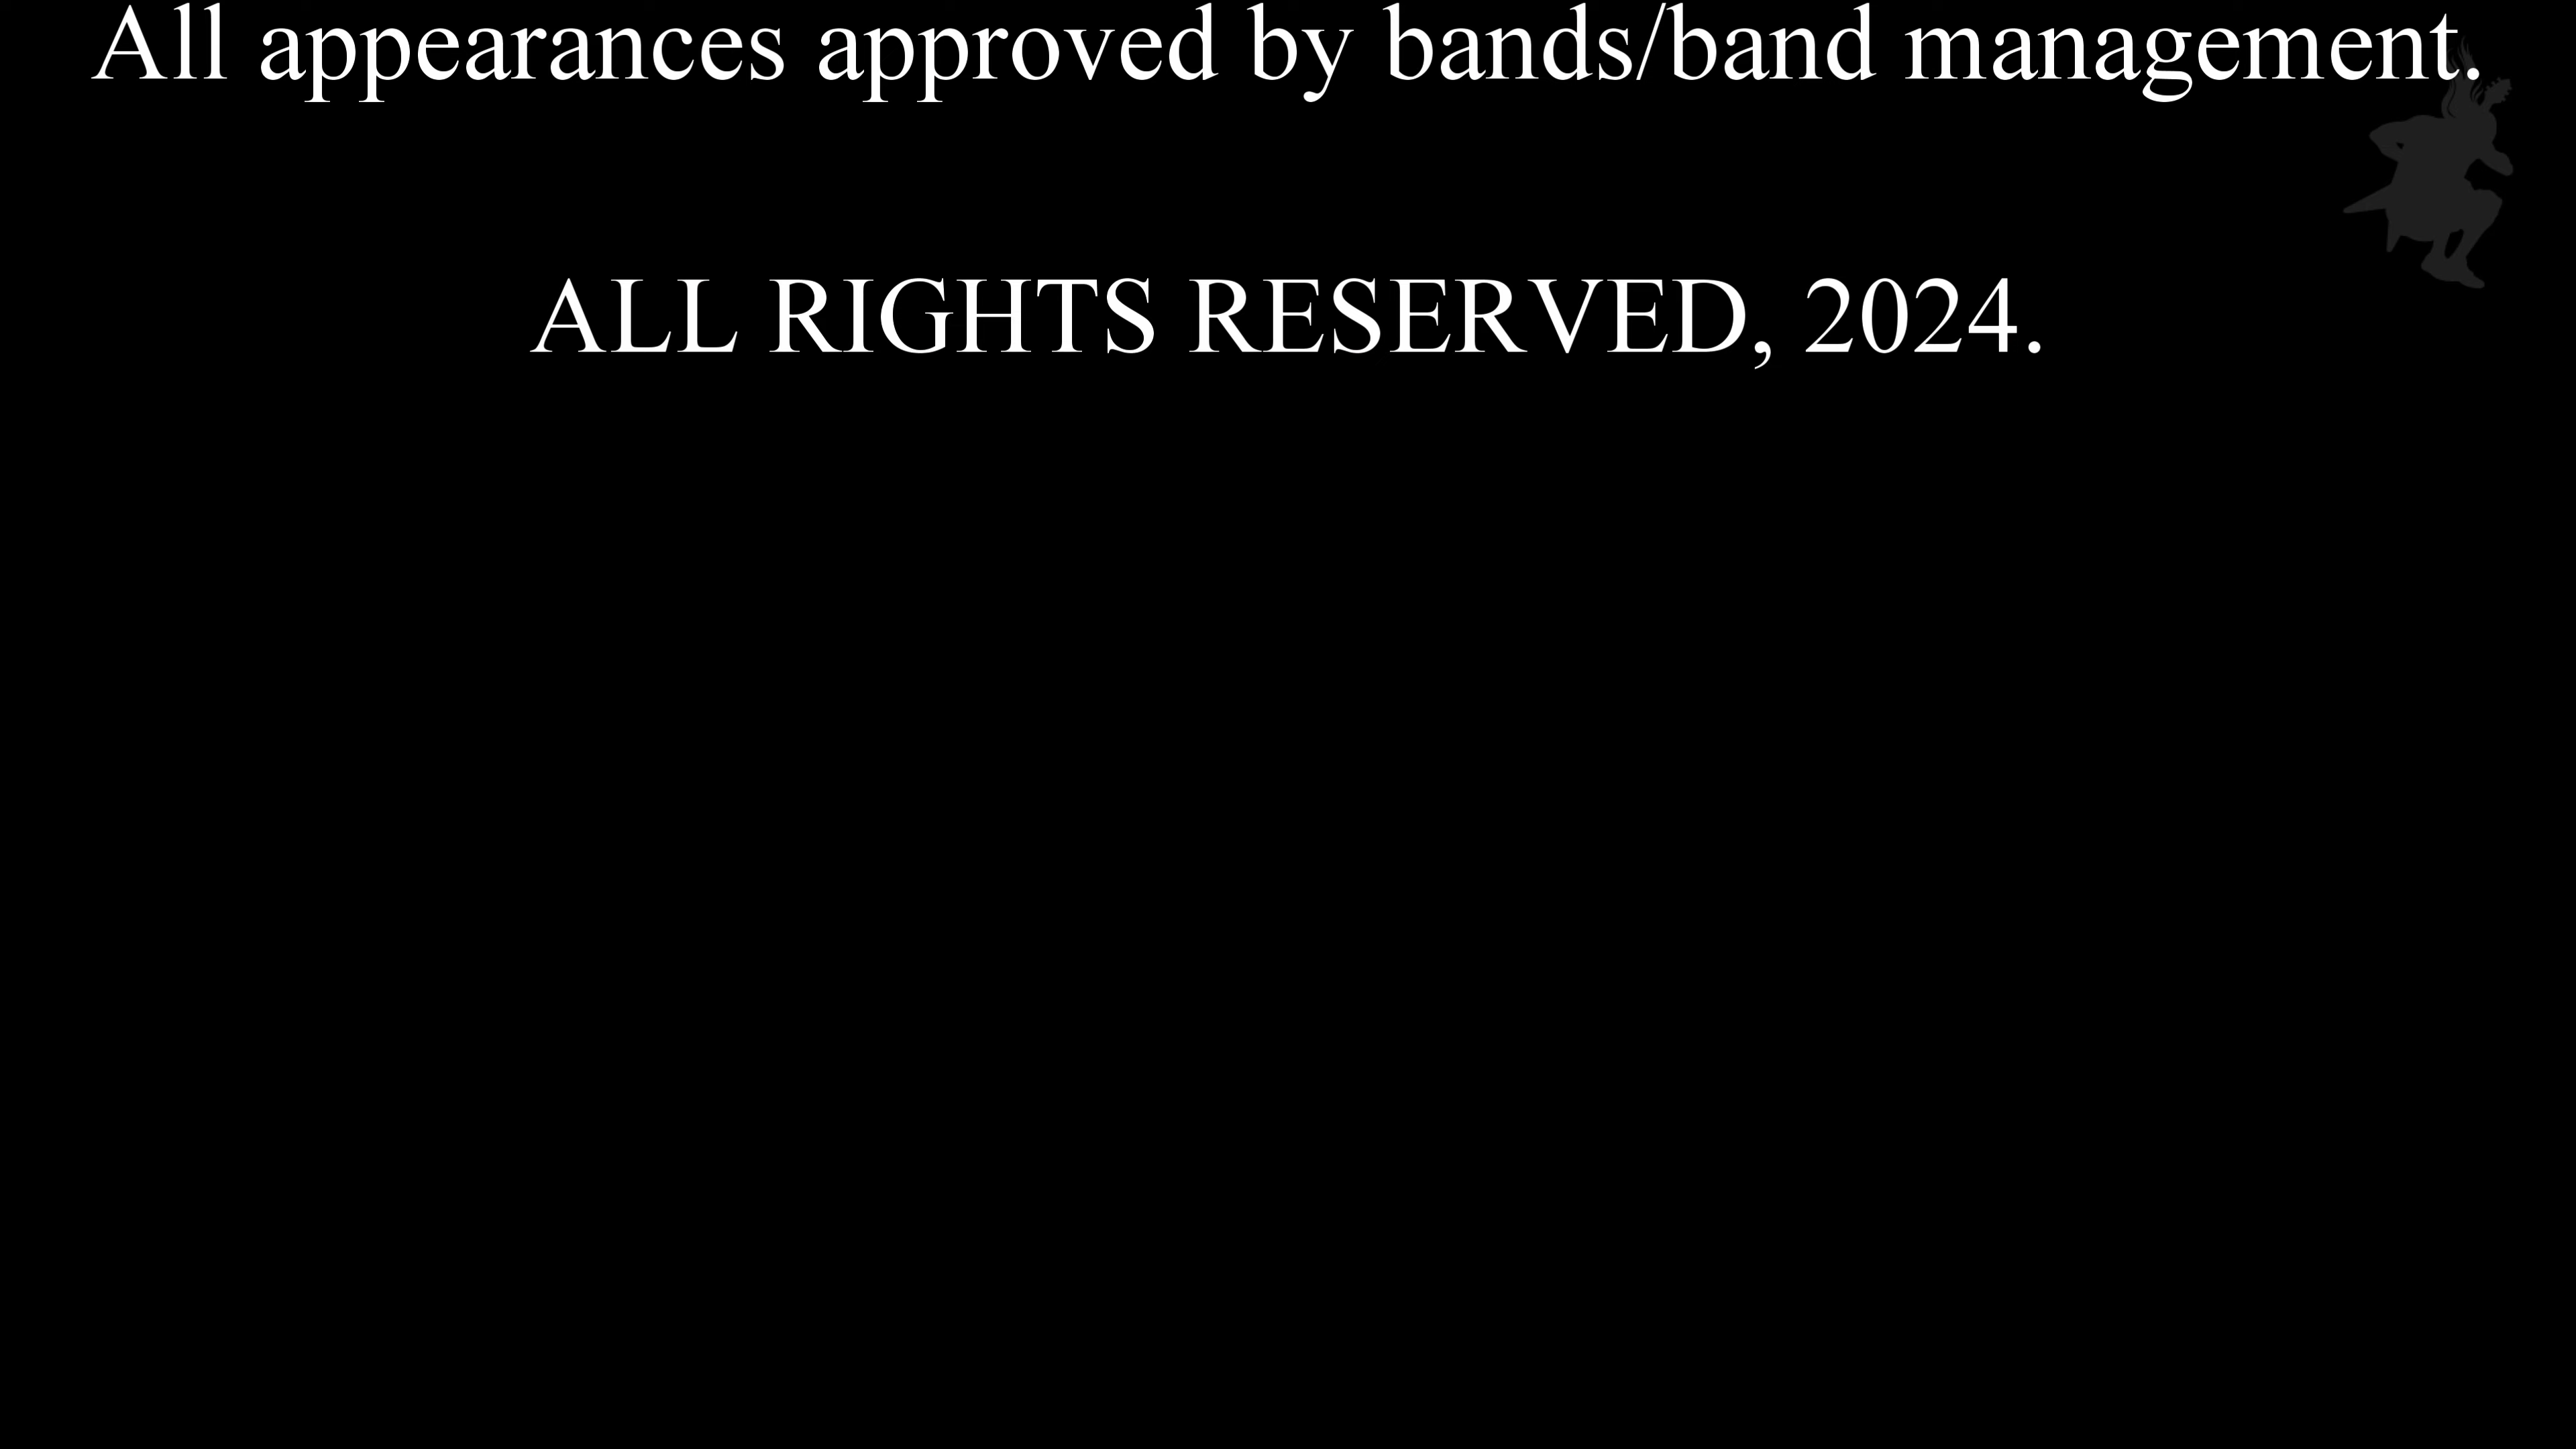 All appearances approved by bands/band management.
ALL RIGHTS RESERVED, 2024.